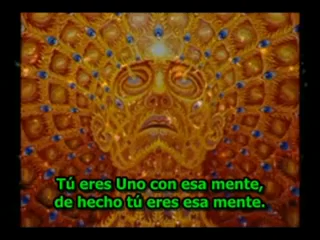 Tú eres Uno con esa mente,
de hecho tú eres esa mente.